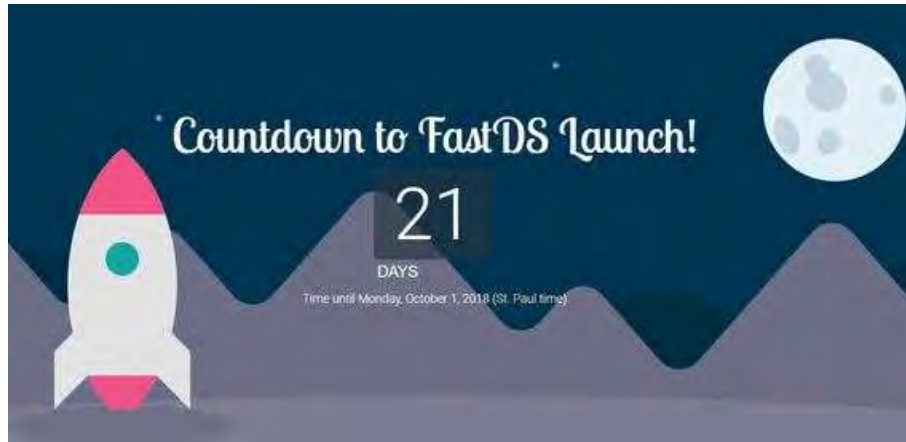 Countdown to FastDS Launch!
21
DAYS
Time until Monday, October 1, 2018 (St. Paul time)